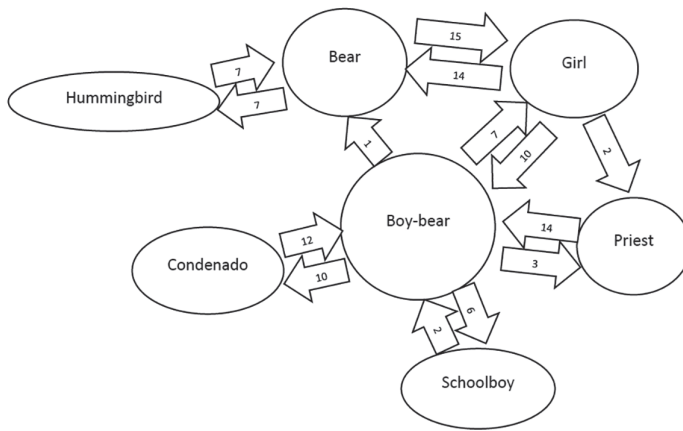 Bear
15
Girl
7
14
Hummingbird
7
7
10
2
1
Boy-bear
14
Priest
12
3
Condenado
10
6
2
Schoolboy